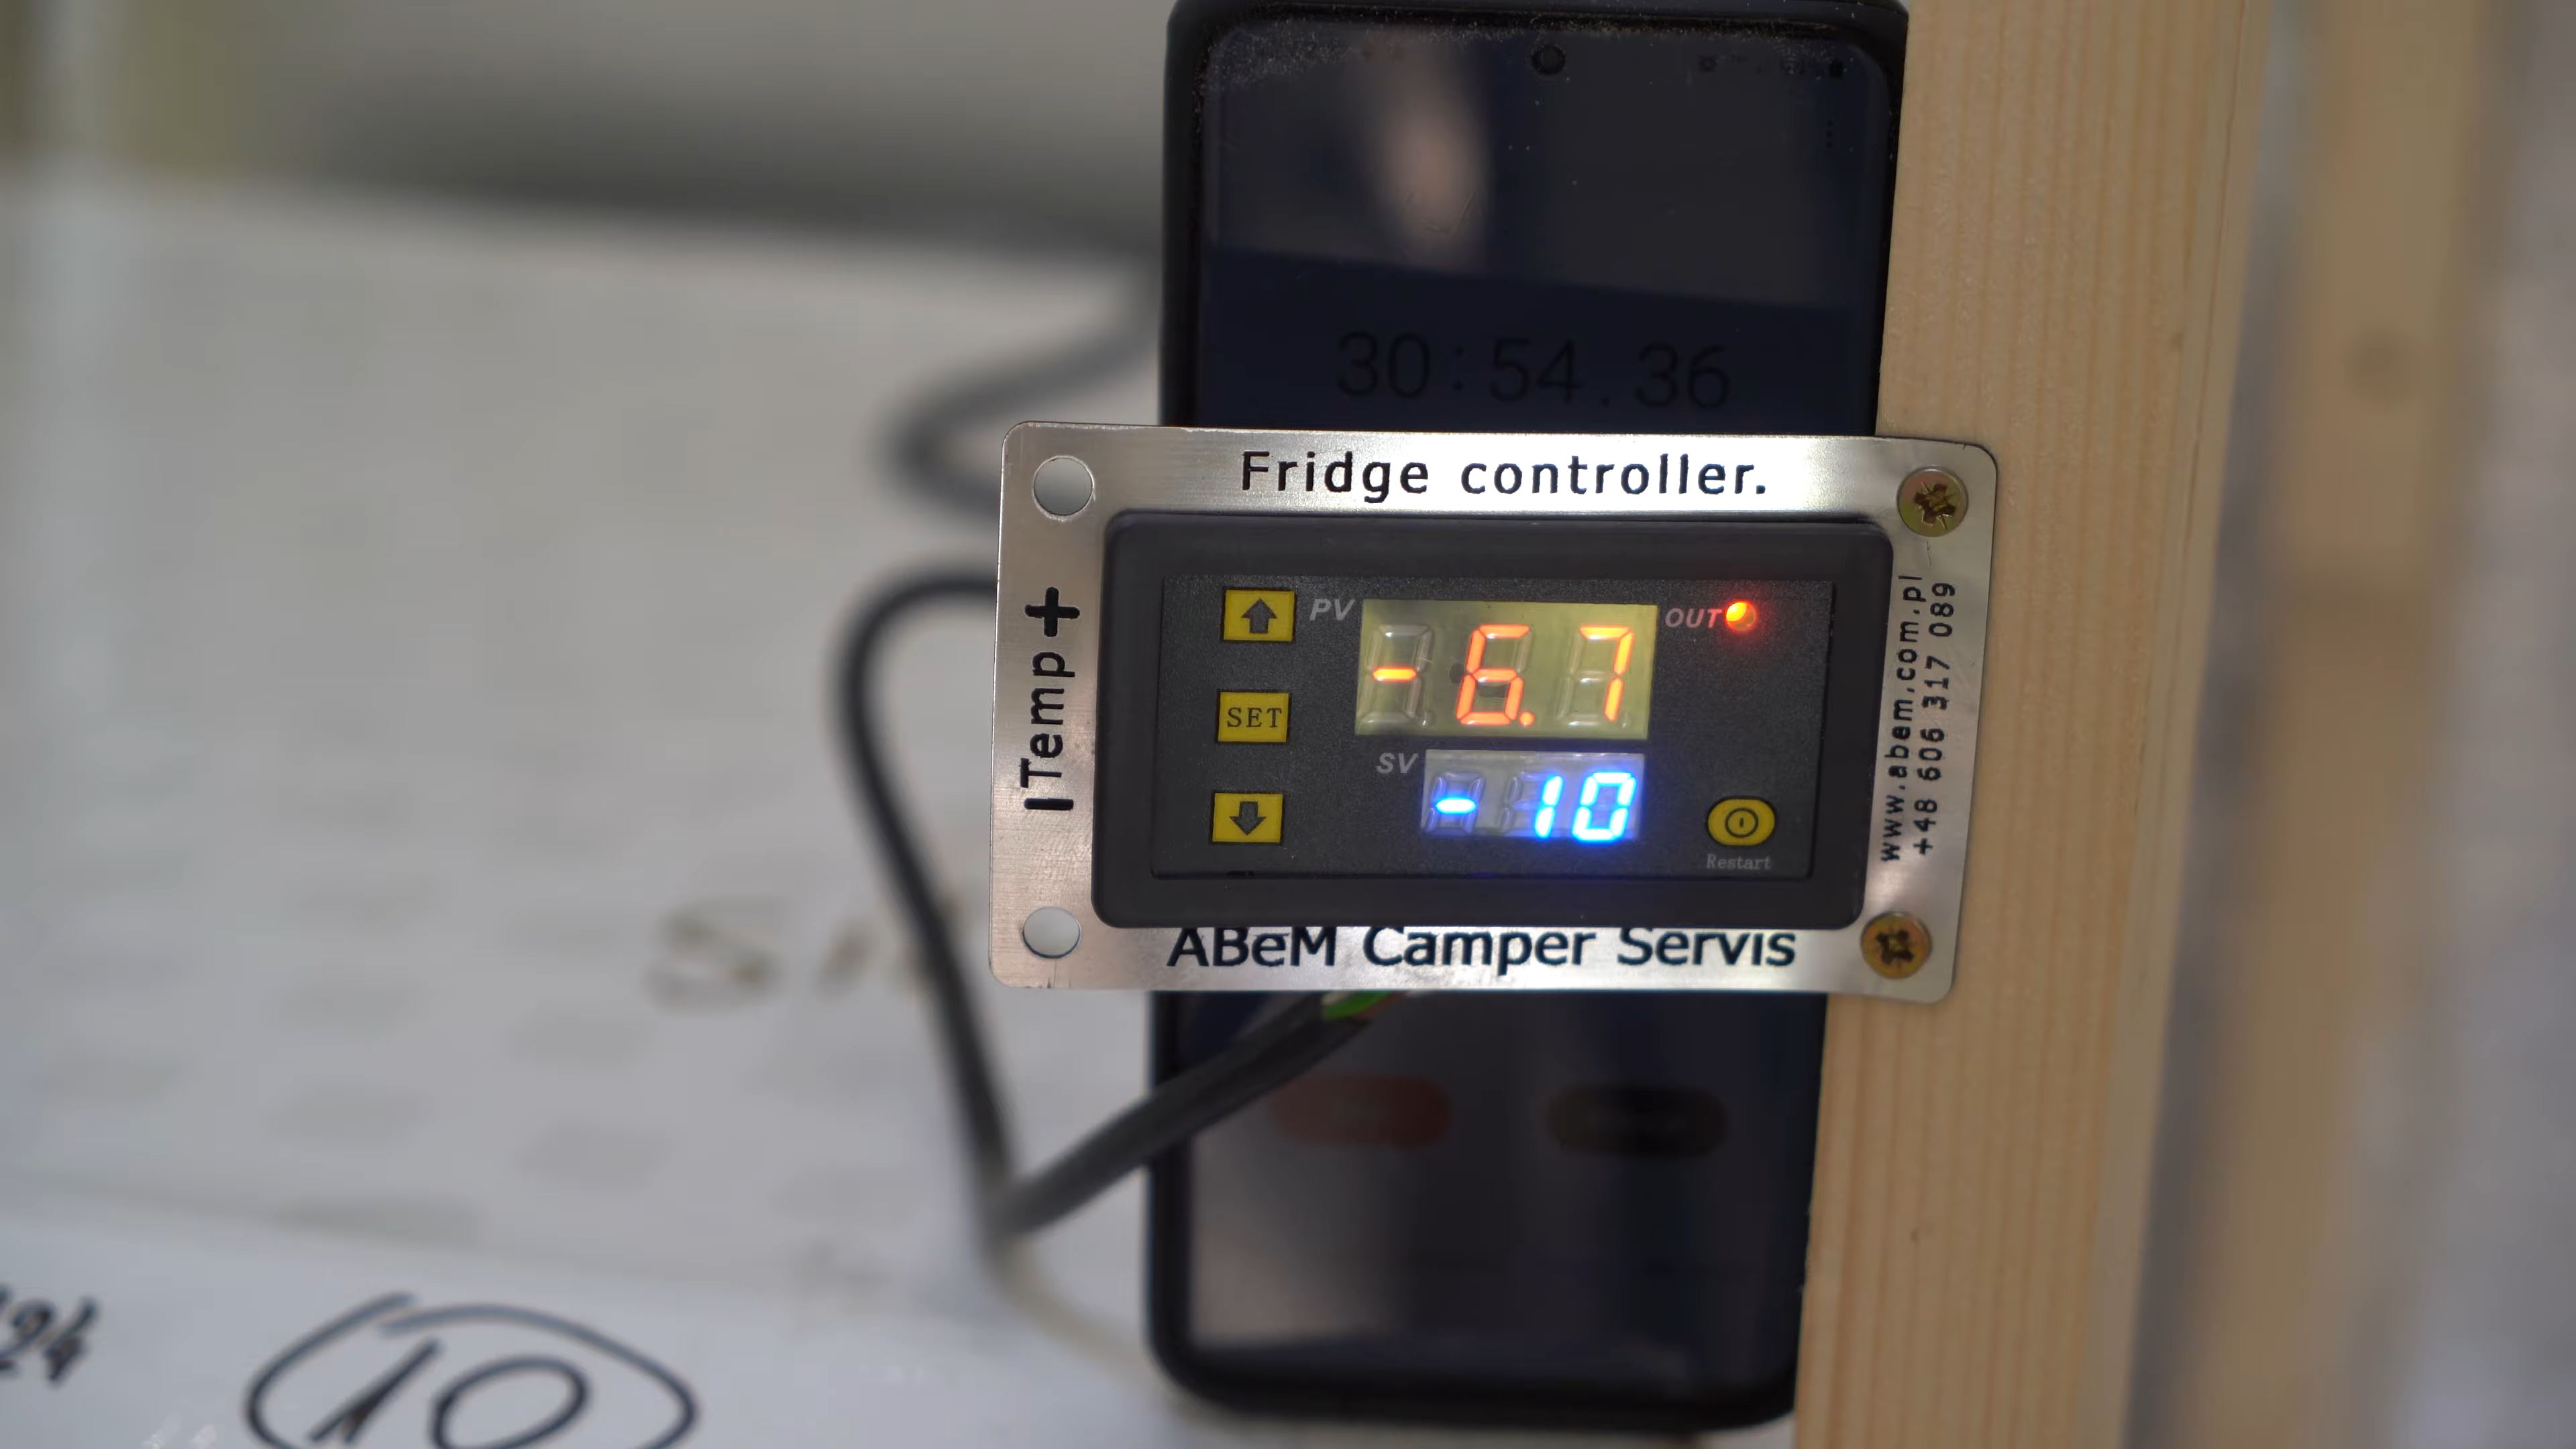 30:54.36
Fridge controller.
- Temp +
PV
-6.7
OUT
SET
SV
-10
Restart
www.abem.com.pl
+48 606 317 089
ABeM Camper Servis
24
10